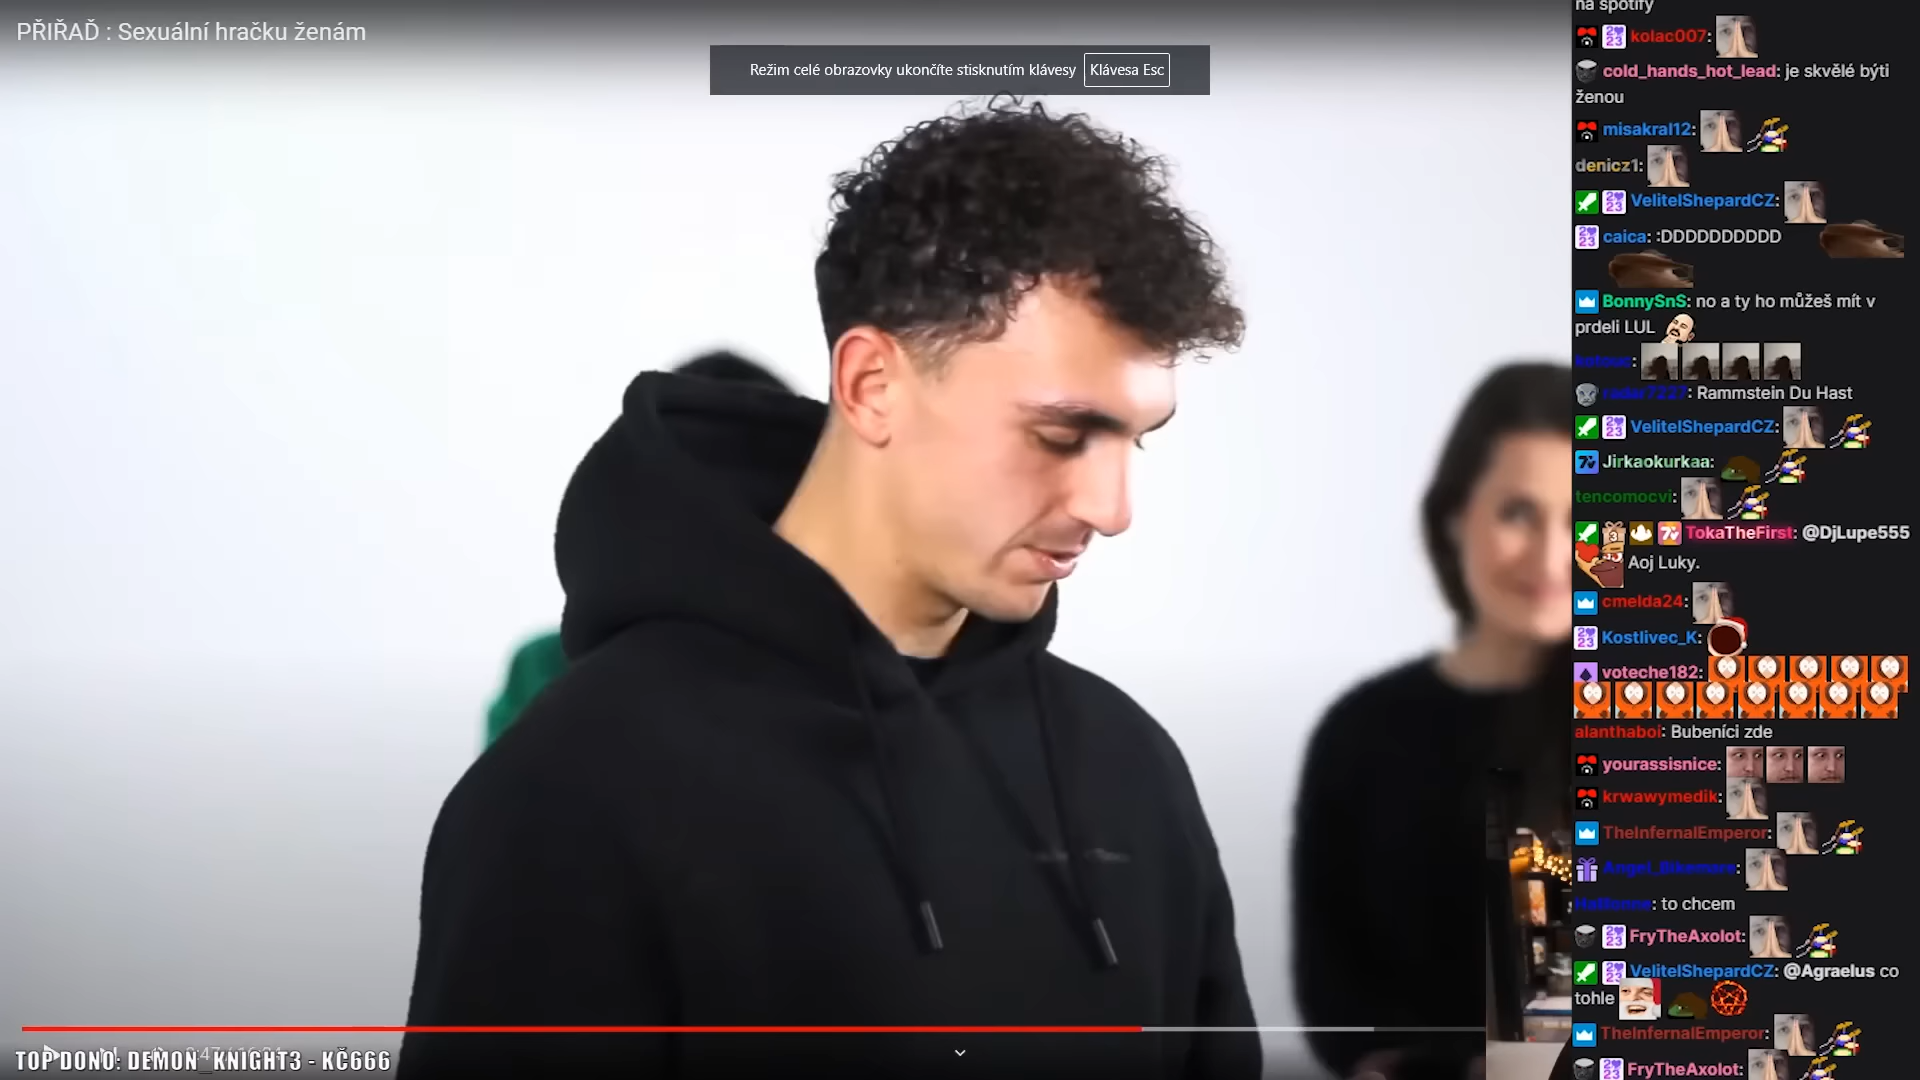 PŘIŘAĎ : Sexuální hračku ženám
Režim celé obrazovky ukončíte stisknutím klávesy Klávesa Esc
na spotify
kolac007:
cold_hands_hot_lead: je skvělé býti
ženou
misakral12:
denicz1:
VelitelShepardCZ:
caica: :DDDDDDDDDD
BonnySnS: no a ty ho můžeš mít v
prdeli LUL
: Rammstein Du Hast
VelitelShepardCZ:
Jirkaokurkaa:
tencomocvi:
TokaTheFirst: @DjLupe555
Aoj Luky.
cmelda24:
Kostlivec_K:
voteche182:
alanthaboi: Bubeníci zde
yourassisnice:
krwawymedik:
TheInfernalEmperor:
Angel_Bikemare:
: to chcem
FryTheAxolot:
VelitelShepardCZ: @Agraelus co
tohle
TheInfernalEmperor:
FryTheAxolot:
TOP DONO: DEMON_KNIGHT3 - KČ666